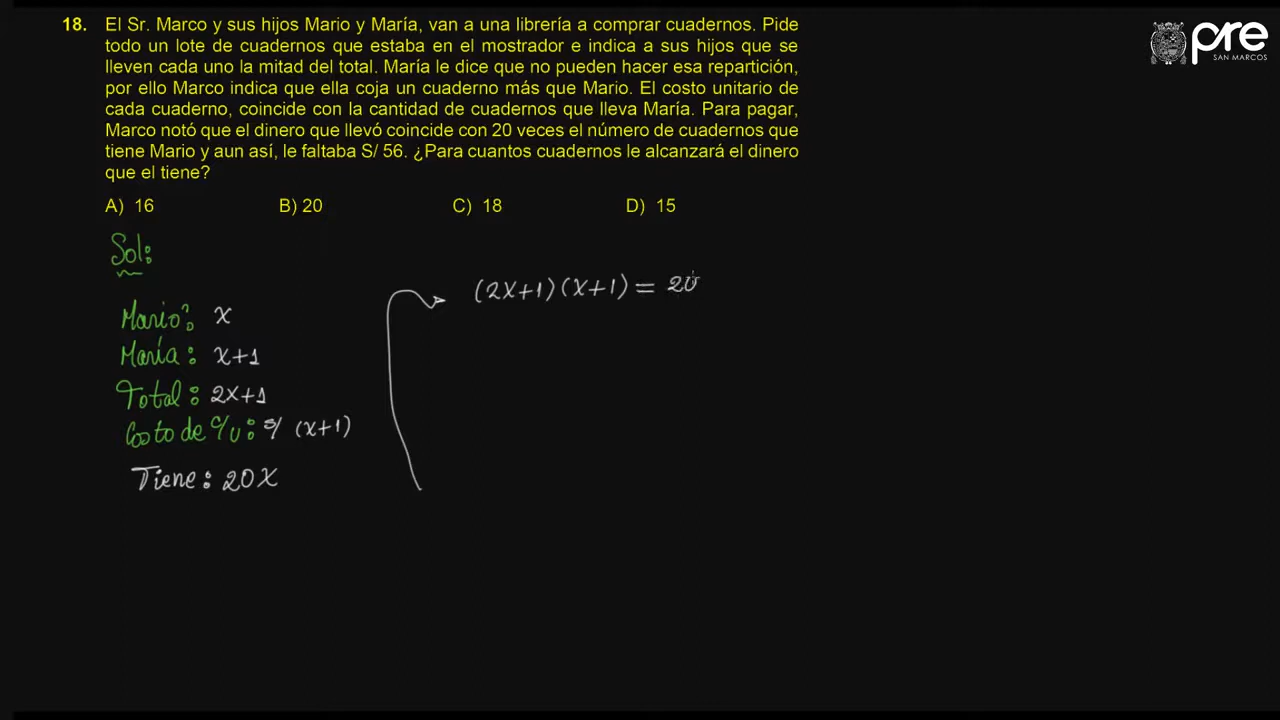 18. El Sr. Marco y sus hijos Mario y María, van a una librería a comprar cuadernos. Pide
todo un lote de cuadernos que estaba en el mostrador e indica a sus hijos que se
lleven cada uno la mitad del total. María le dice que no pueden hacer esa repartición,
por ello Marco indica que ella coja un cuaderno más que Mario. El costo unitario de
cada cuaderno, coincide con la cantidad de cuadernos que lleva María. Para pagar,
Marco notó que el dinero que llevó coincide con 20 veces el número de cuadernos que
tiene Mario y aun así, le faltaba S/ 56. ¿Para cuantos cuadernos le alcanzará el dinero
que el tiene?
A) 16 B) 20 C) 18 D) 15
pre
SAN MARCOS
Sol:
Mario: x
María: x+1
Total: 2x+1
Costo de c/u: s/ (x+1)
Tiene: 20x
(2x+1)(x+1) = 20